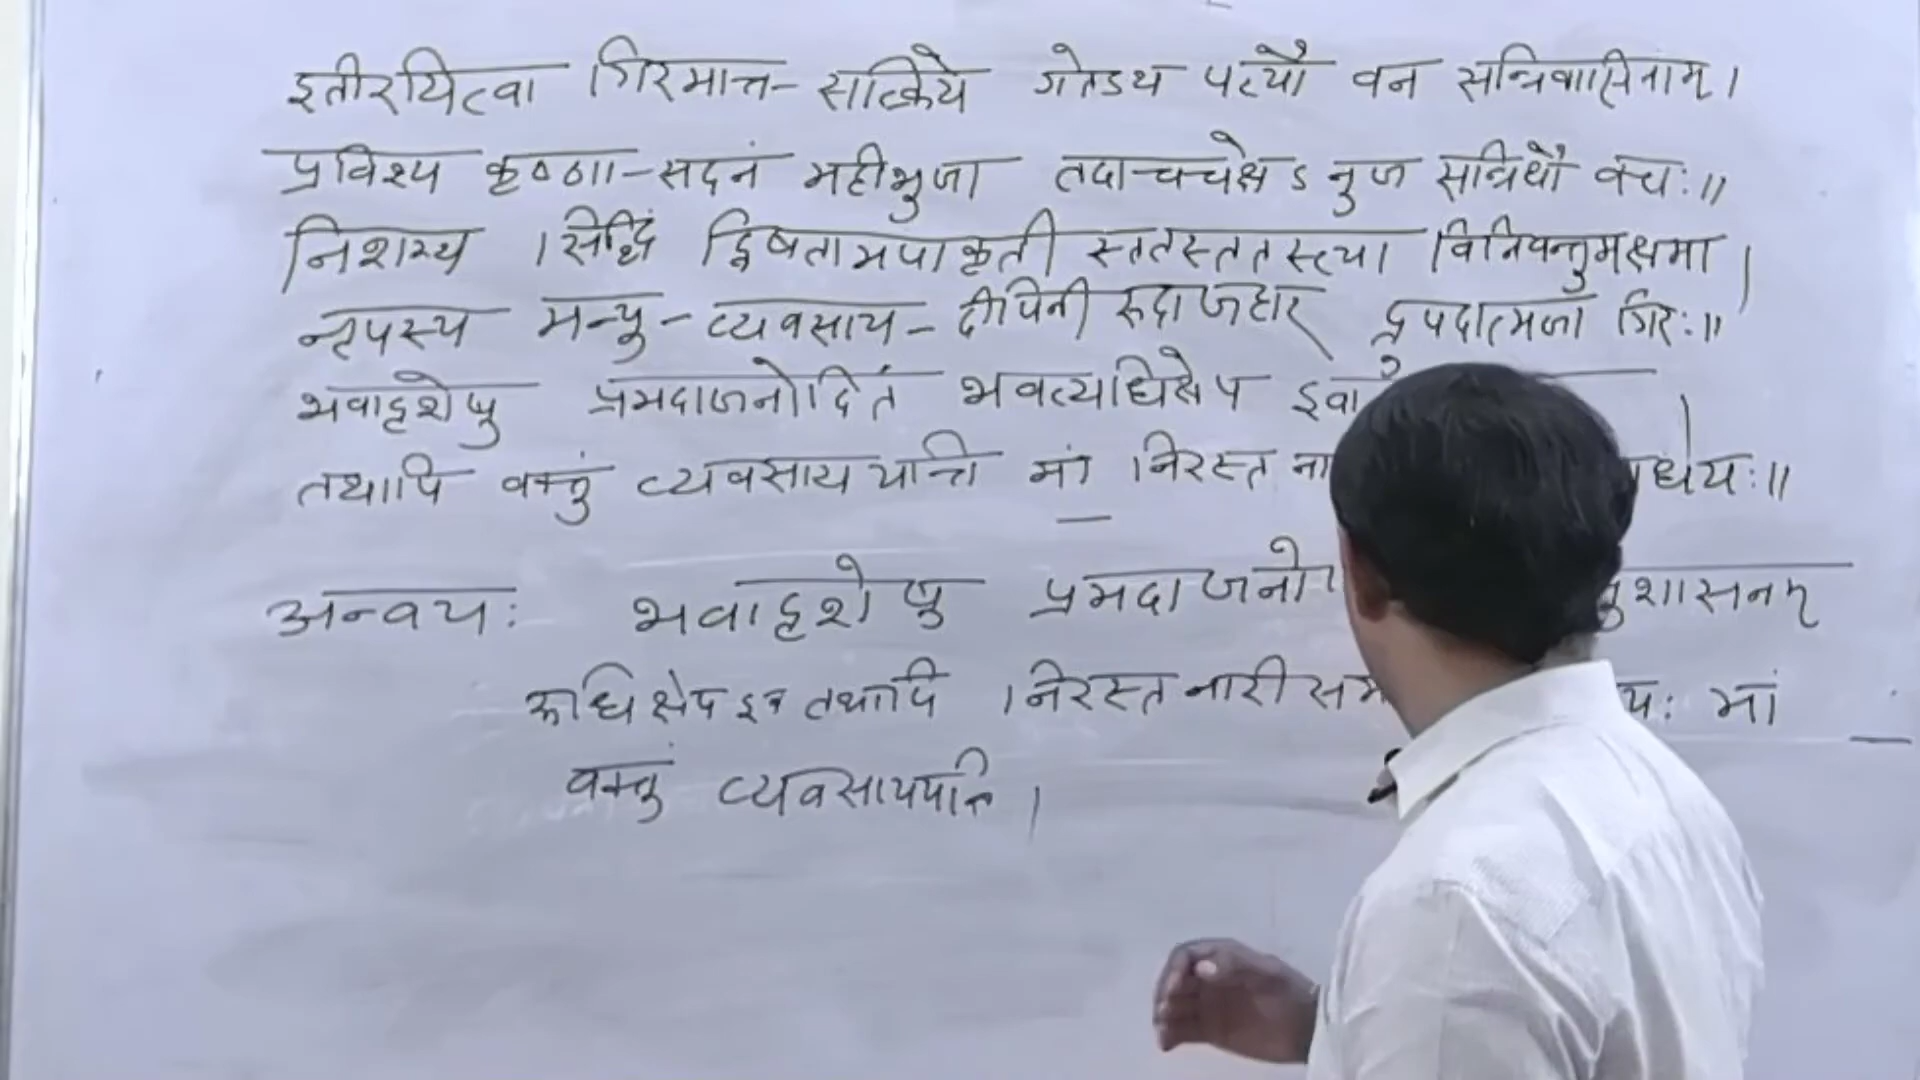 इतीरयित्वा गिरमात्त-सत्क्रिये गतेऽथ पत्यौ वन सन्निवासिनाम्।
प्रविश्य कृष्णा-सदनं महीभुजा तदाचचक्षेऽनुज सन्निधौ वचः॥
निशम्य सिद्धिं द्विषतामपाकृती स्ततस्ततस्त्या विनियन्तुमक्षमा।
नृपस्य मन्यु-व्यवसाय-दीपिनी रुदाजहार द्रुपदात्मजा गिरः॥
भवादृशेषु प्रमदाजनोदितं भवत्यधिक्षेप इवा
तथापि वक्तुं व्यवसाययन्ति मां निरस्त ना धयः॥
अन्वयः भवादृशेषु प्रमदाजनो नुशासनम्
अधिक्षेप इव तथापि निरस्त नारी सम यः मां
वक्तुं व्यवसाययन्ति।